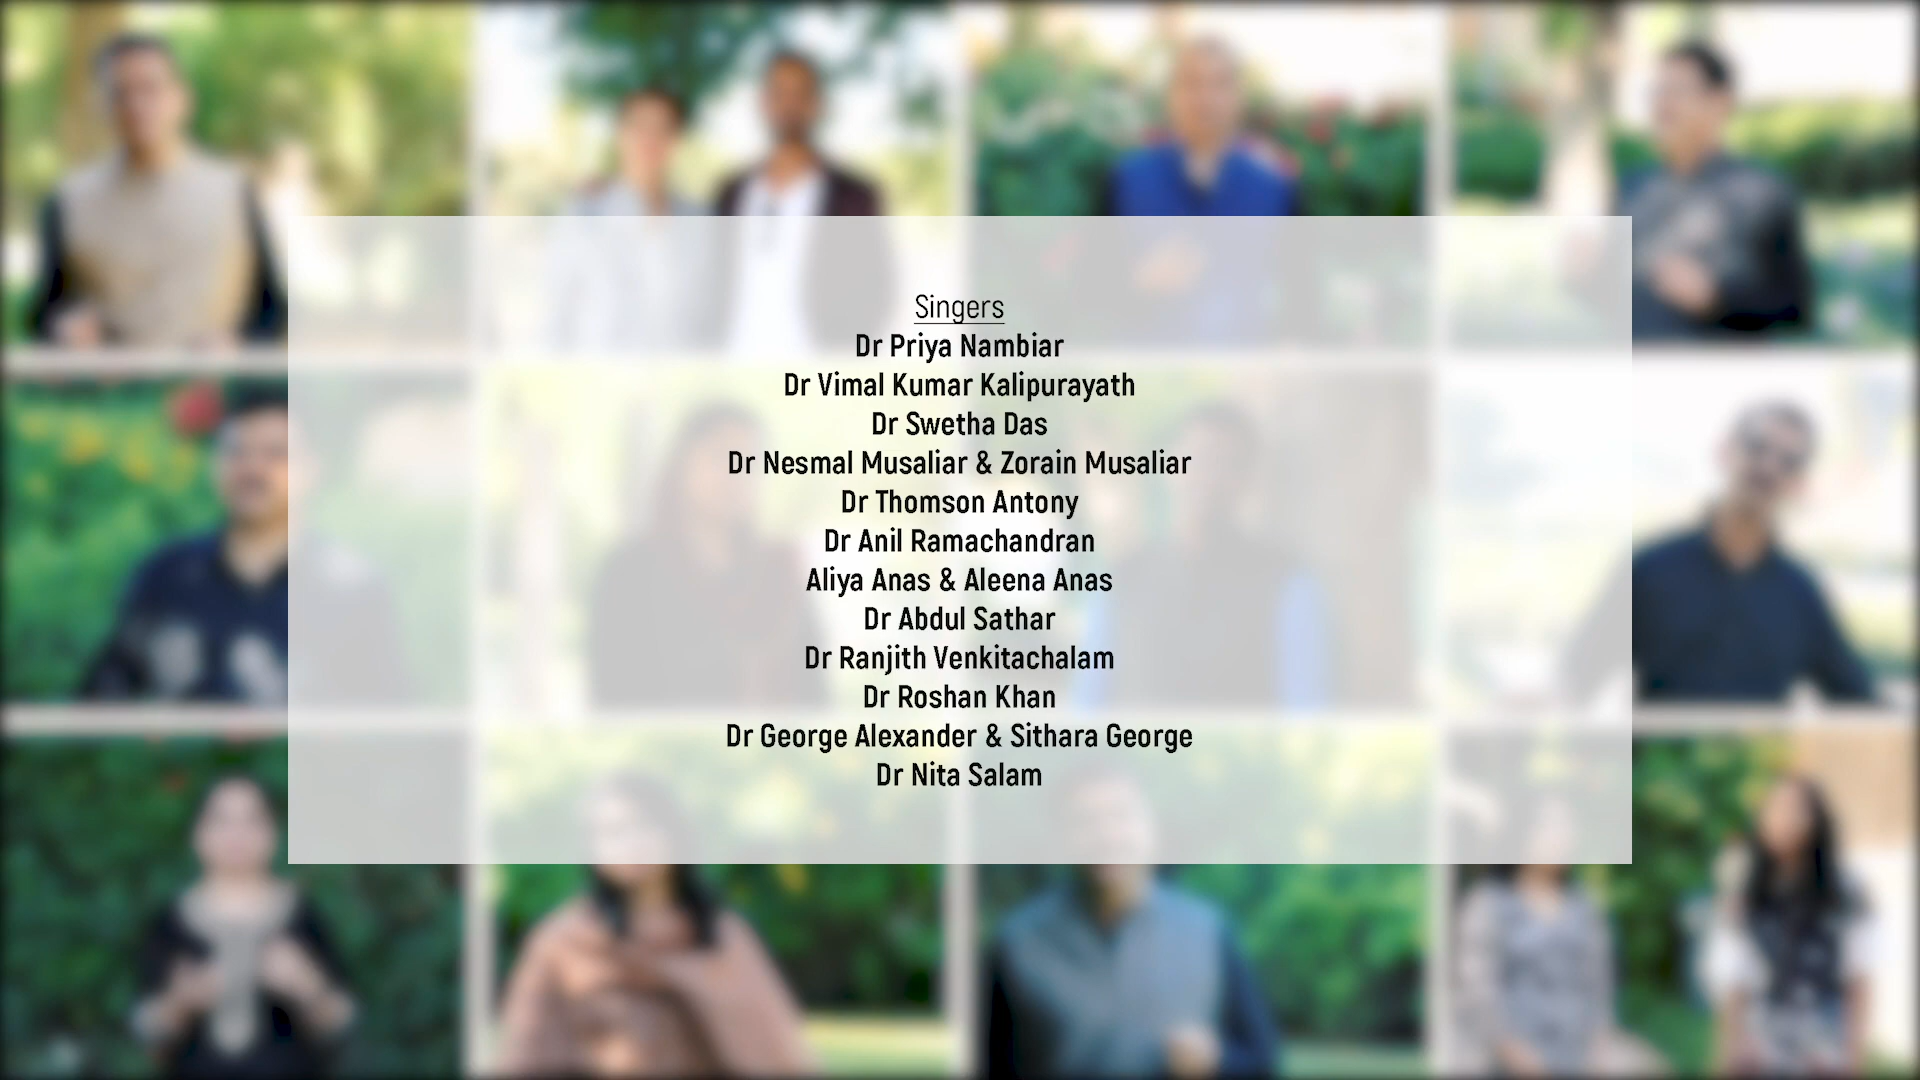 Singers
Dr Priya Nambiar
Dr Vimal Kumar Kalipurayath
Dr Swetha Das
Dr Nesmal Musaliar & Zorain Musaliar
Dr Thomson Antony
Dr Anil Ramachandran
Aliya Anas & Aleena Anas
Dr Abdul Sathar
Dr Ranjith Venkitachalam
Dr Roshan Khan
Dr George Alexander & Sithara George
Dr Nita Salam